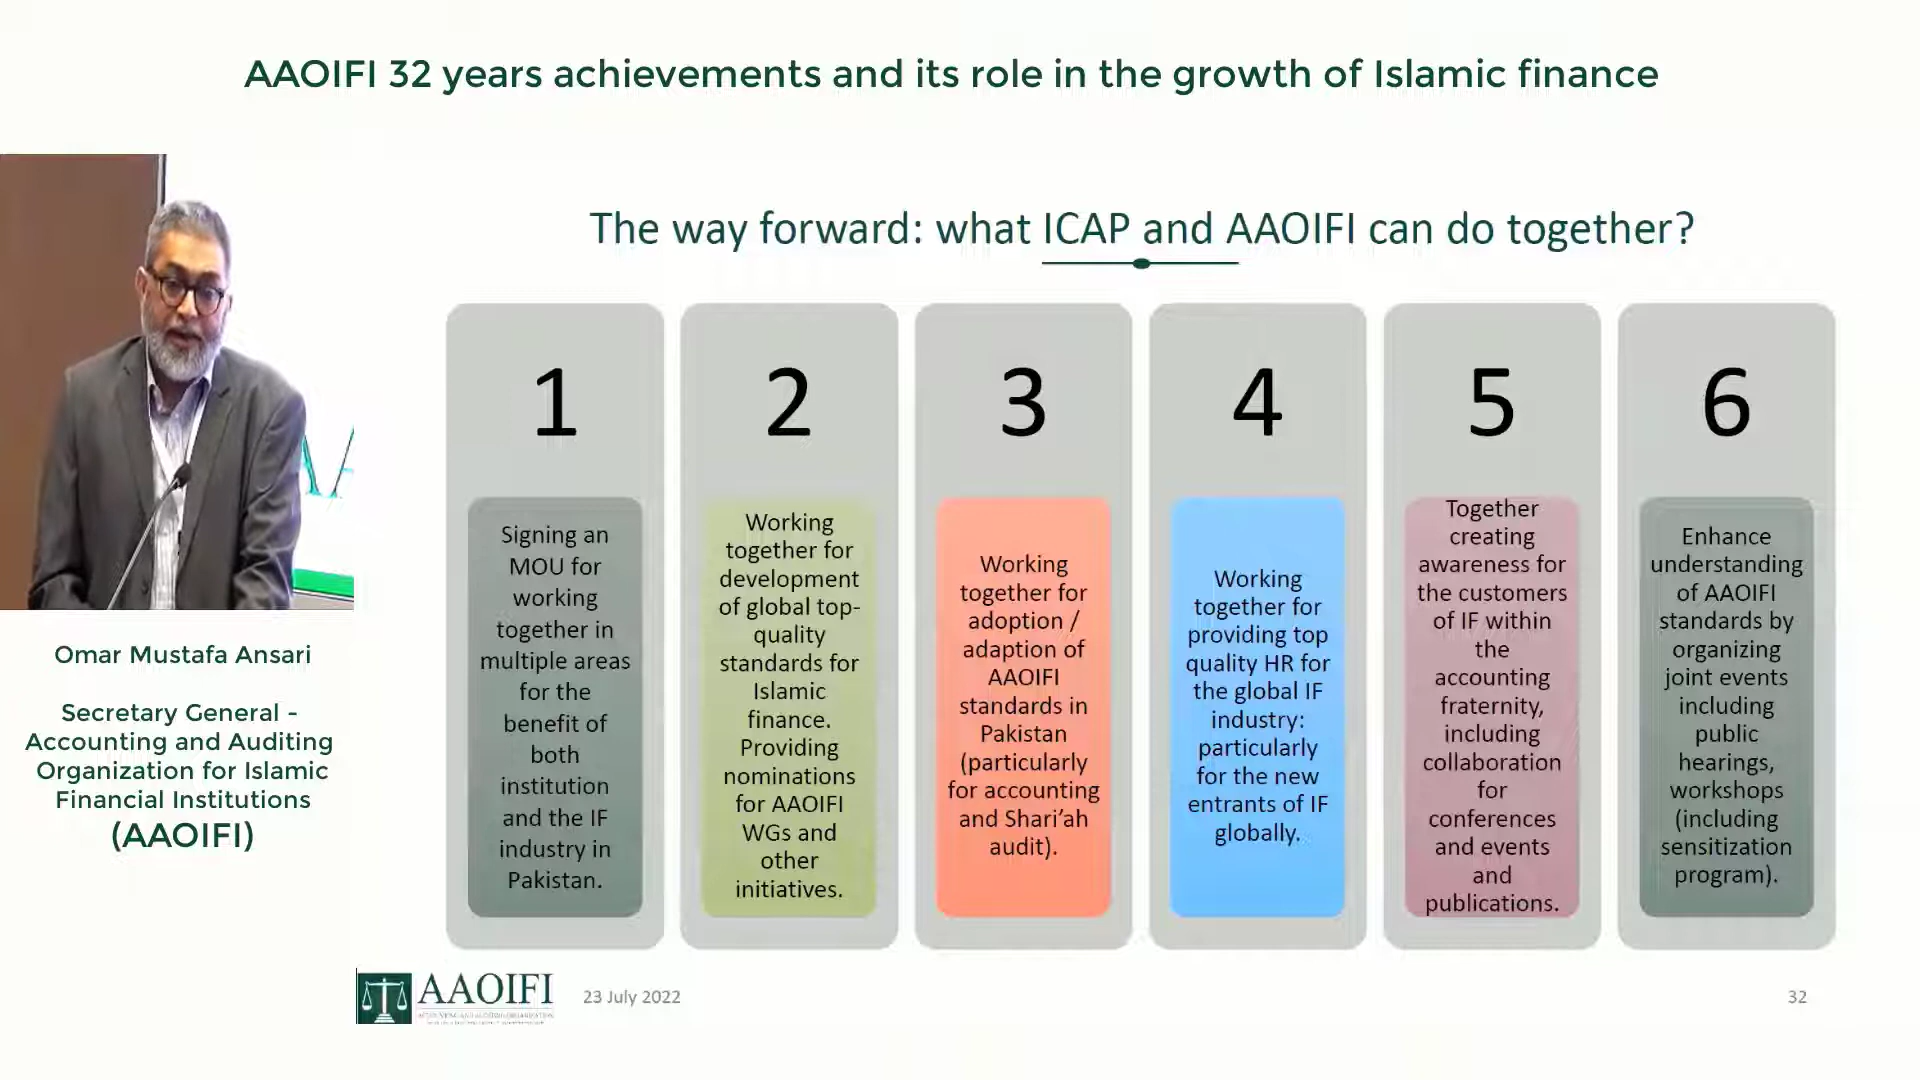 AAOIFI 32 years achievements and its role in the growth of Islamic finance
The way forward: what ICAP and AAOIFI can do together?
1
Signing an
MOU for
working
together in
multiple areas
for the
benefit of
both
institution
and the IF
industry in
Pakistan.
2
Working
together for
development
of global top-
quality
standards for
Islamic
finance.
Providing
nominations
for AAOIFI
WGs and
other
initiatives.
3
Working
together for
adoption /
adaption of
AAOIFI
standards in
Pakistan
(particularly
for accounting
and Shari’ah
audit).
4
Working
together for
providing top
quality HR for
the global IF
industry:
particularly
for the new
entrants of IF
globally.
5
Together
creating
awareness for
the customers
of IF within
the
accounting
fraternity,
including
collaboration
for
conferences
and events
and
publications.
6
Enhance
understanding
of AAOIFI
standards by
organizing
joint events
including
public
hearings,
workshops
(including
sensitization
program).
Omar Mustafa Ansari
Secretary General -
Accounting and Auditing
Organization for Islamic
Financial Institutions
(AAOIFI)
AAOIFI
23 July 2022
32